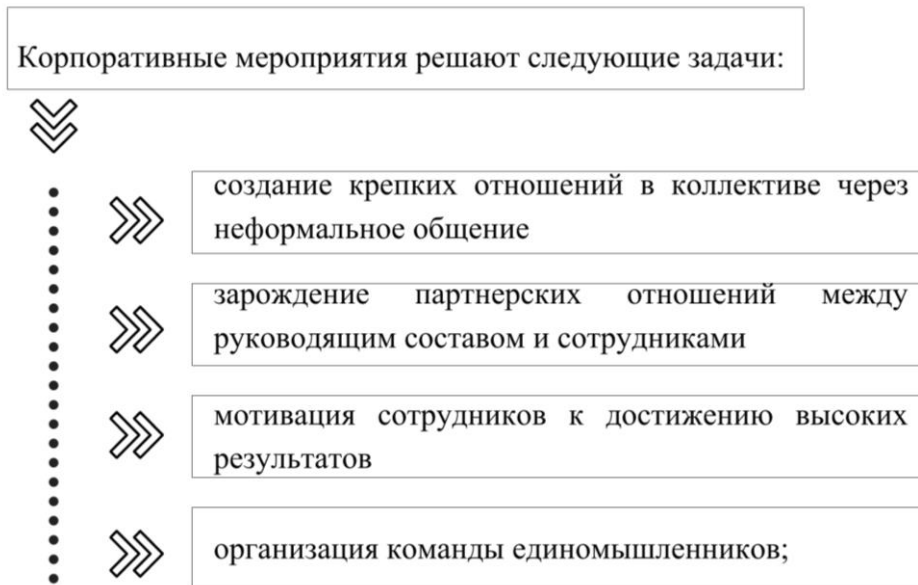 Корпоративные мероприятия решают следующие задачи:
создание крепких отношений в коллективе через
неформальное общение
зарождение партнерских отношений между
руководящим составом и сотрудниками
мотивация сотрудников к достижению высоких
результатов
организация команды единомышленников;